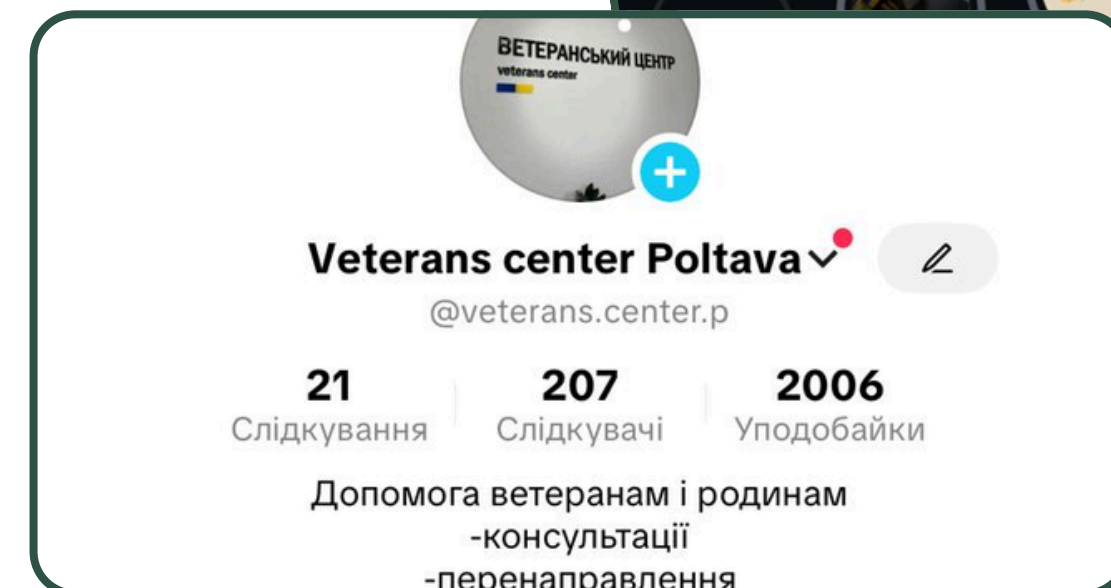 ВЕТЕРАНСЬКИЙ ЦЕНТР
veterans center
Veterans center Poltava
@veterans.center.p
21 207 2006
Слідкування Слідкувачі Уподобайки
Допомога ветеранам і родинам
-консультації
-перенаправлення